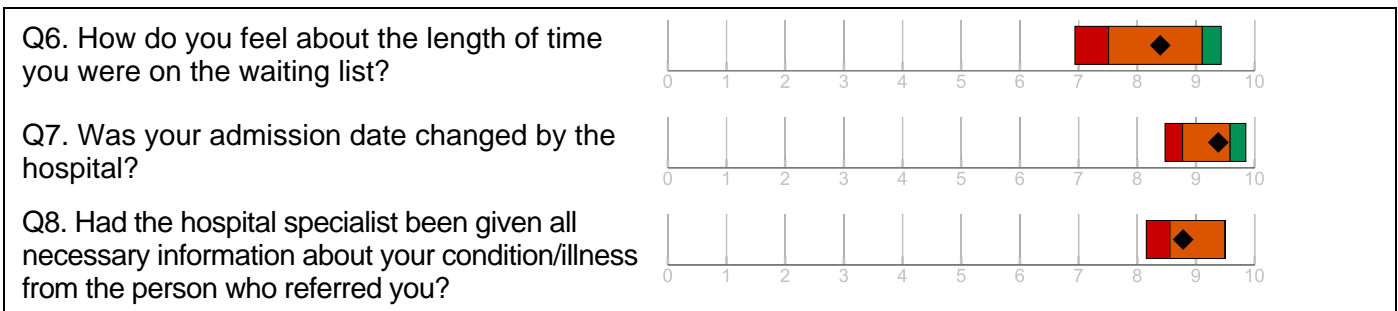 Q6. How do you feel about the length of time
you were on the waiting list?
0 1 2 3 4 5 6 7 8 9 10
Q7. Was your admission date changed by the
hospital?
0 1 2 3 4 5 6 7 8 9 10
Q8. Had the hospital specialist been given all
necessary information about your condition/illness
from the person who referred you?
0 1 2 3 4 5 6 7 8 9 10